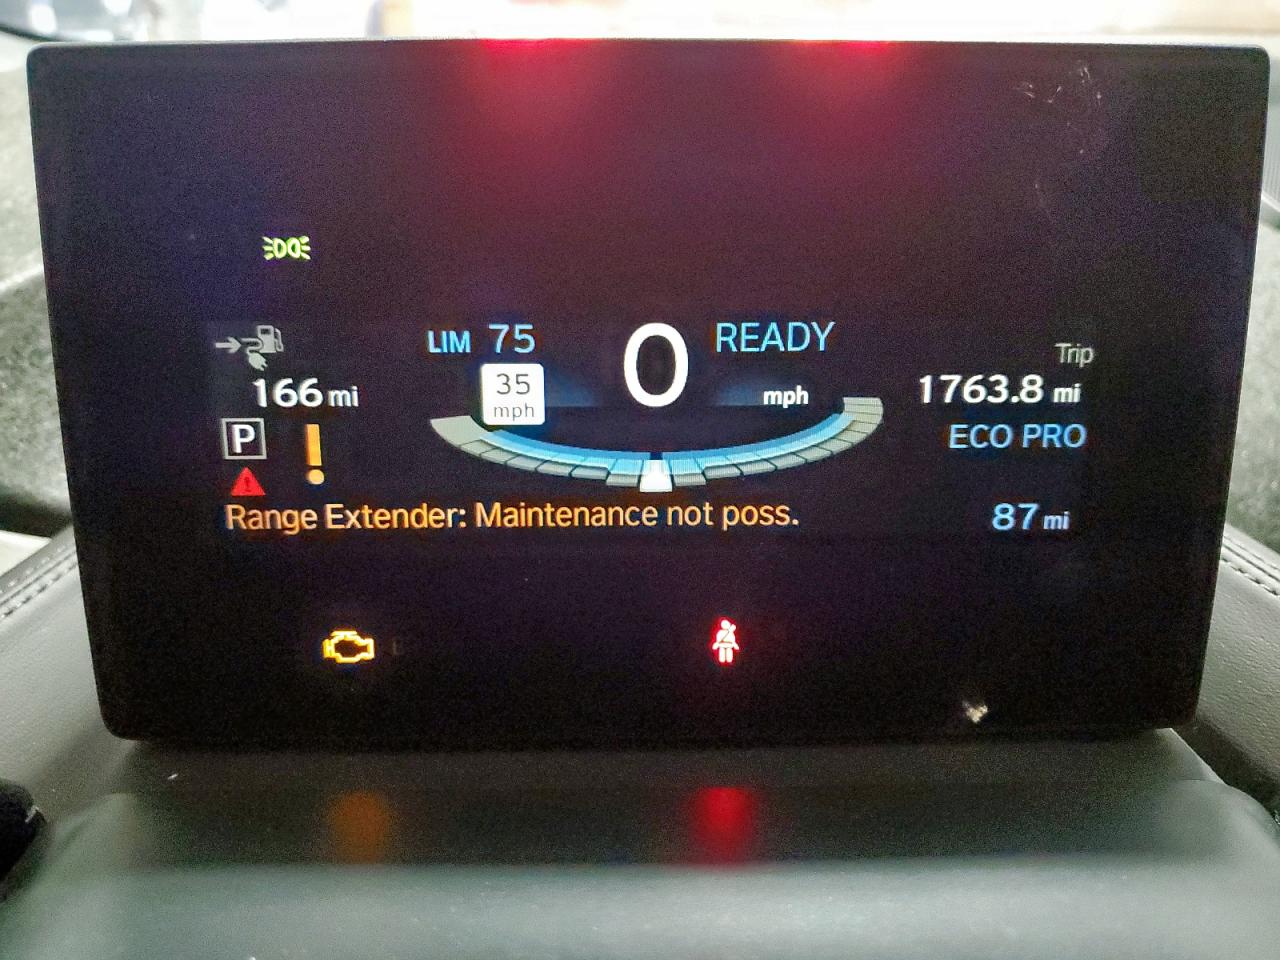 LIM 75
0
READY
35
mph
mph
166 mi
Trip
1763.8 mi
P
ECO PRO
Range Extender: Maintenance not poss.
87 mi